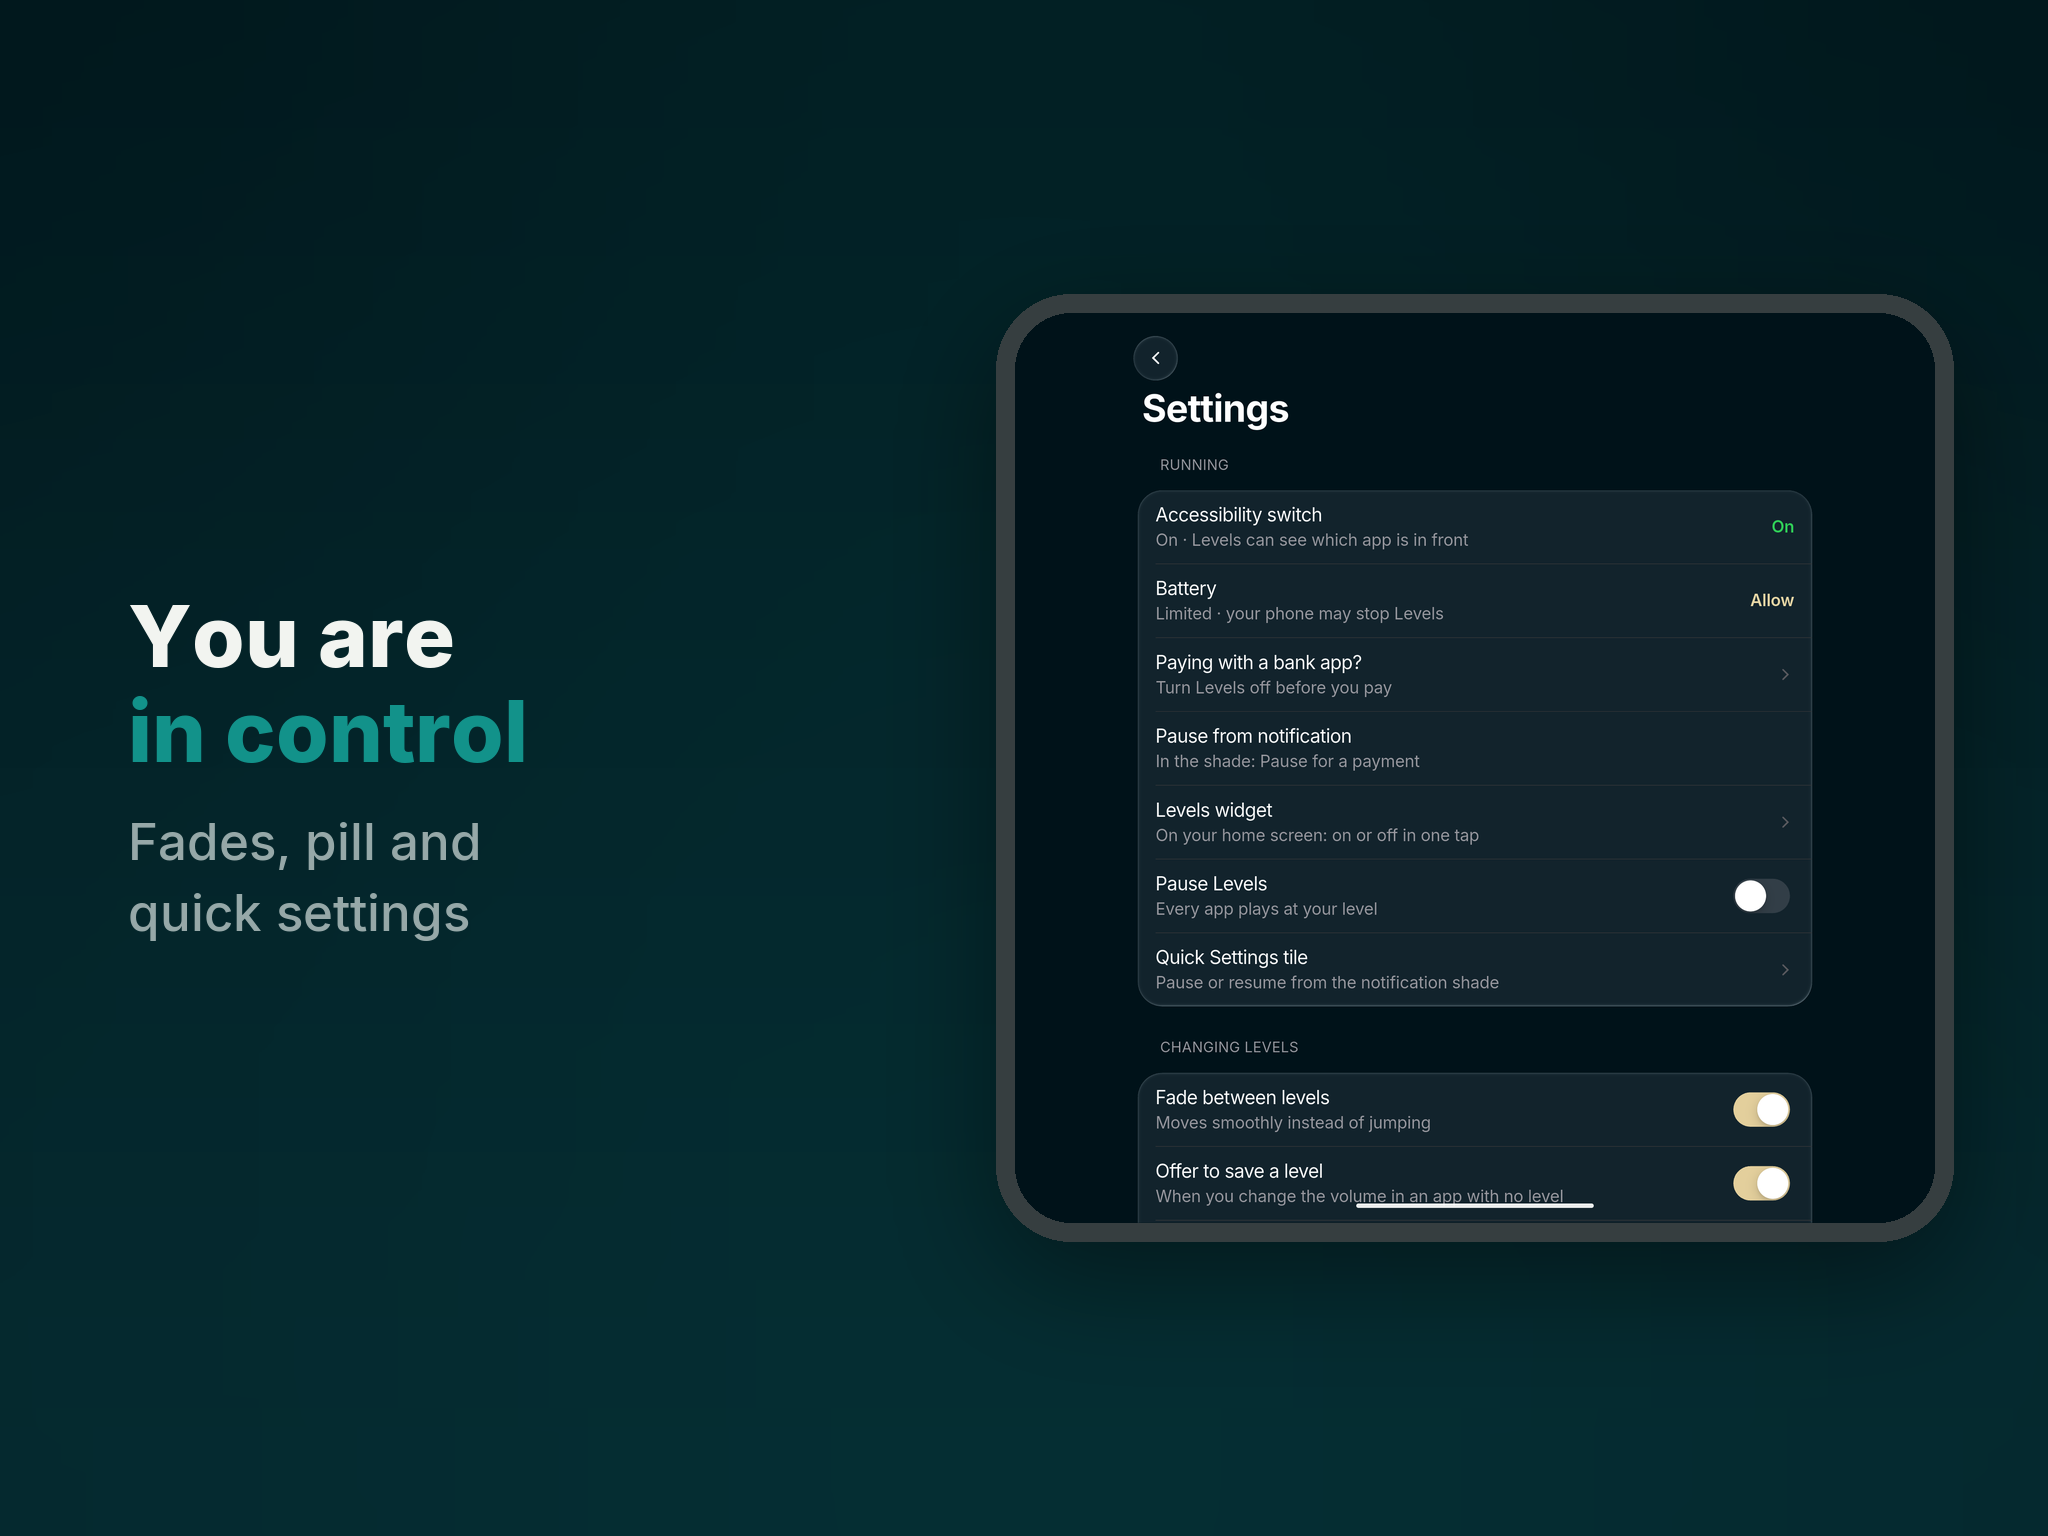 You are
in control
Fades, pill and
quick settings
Settings
RUNNING
Accessibility switch
On · Levels can see which app is in front
On
Battery
Limited · your phone may stop Levels
Allow
Paying with a bank app?
Turn Levels off before you pay
Pause from notification
In the shade: Pause for a payment
Levels widget
On your home screen: on or off in one tap
Pause Levels
Every app plays at your level
Quick Settings tile
Pause or resume from the notification shade
CHANGING LEVELS
Fade between levels
Moves smoothly instead of jumping
Offer to save a level
When you change the volume in an app with no level